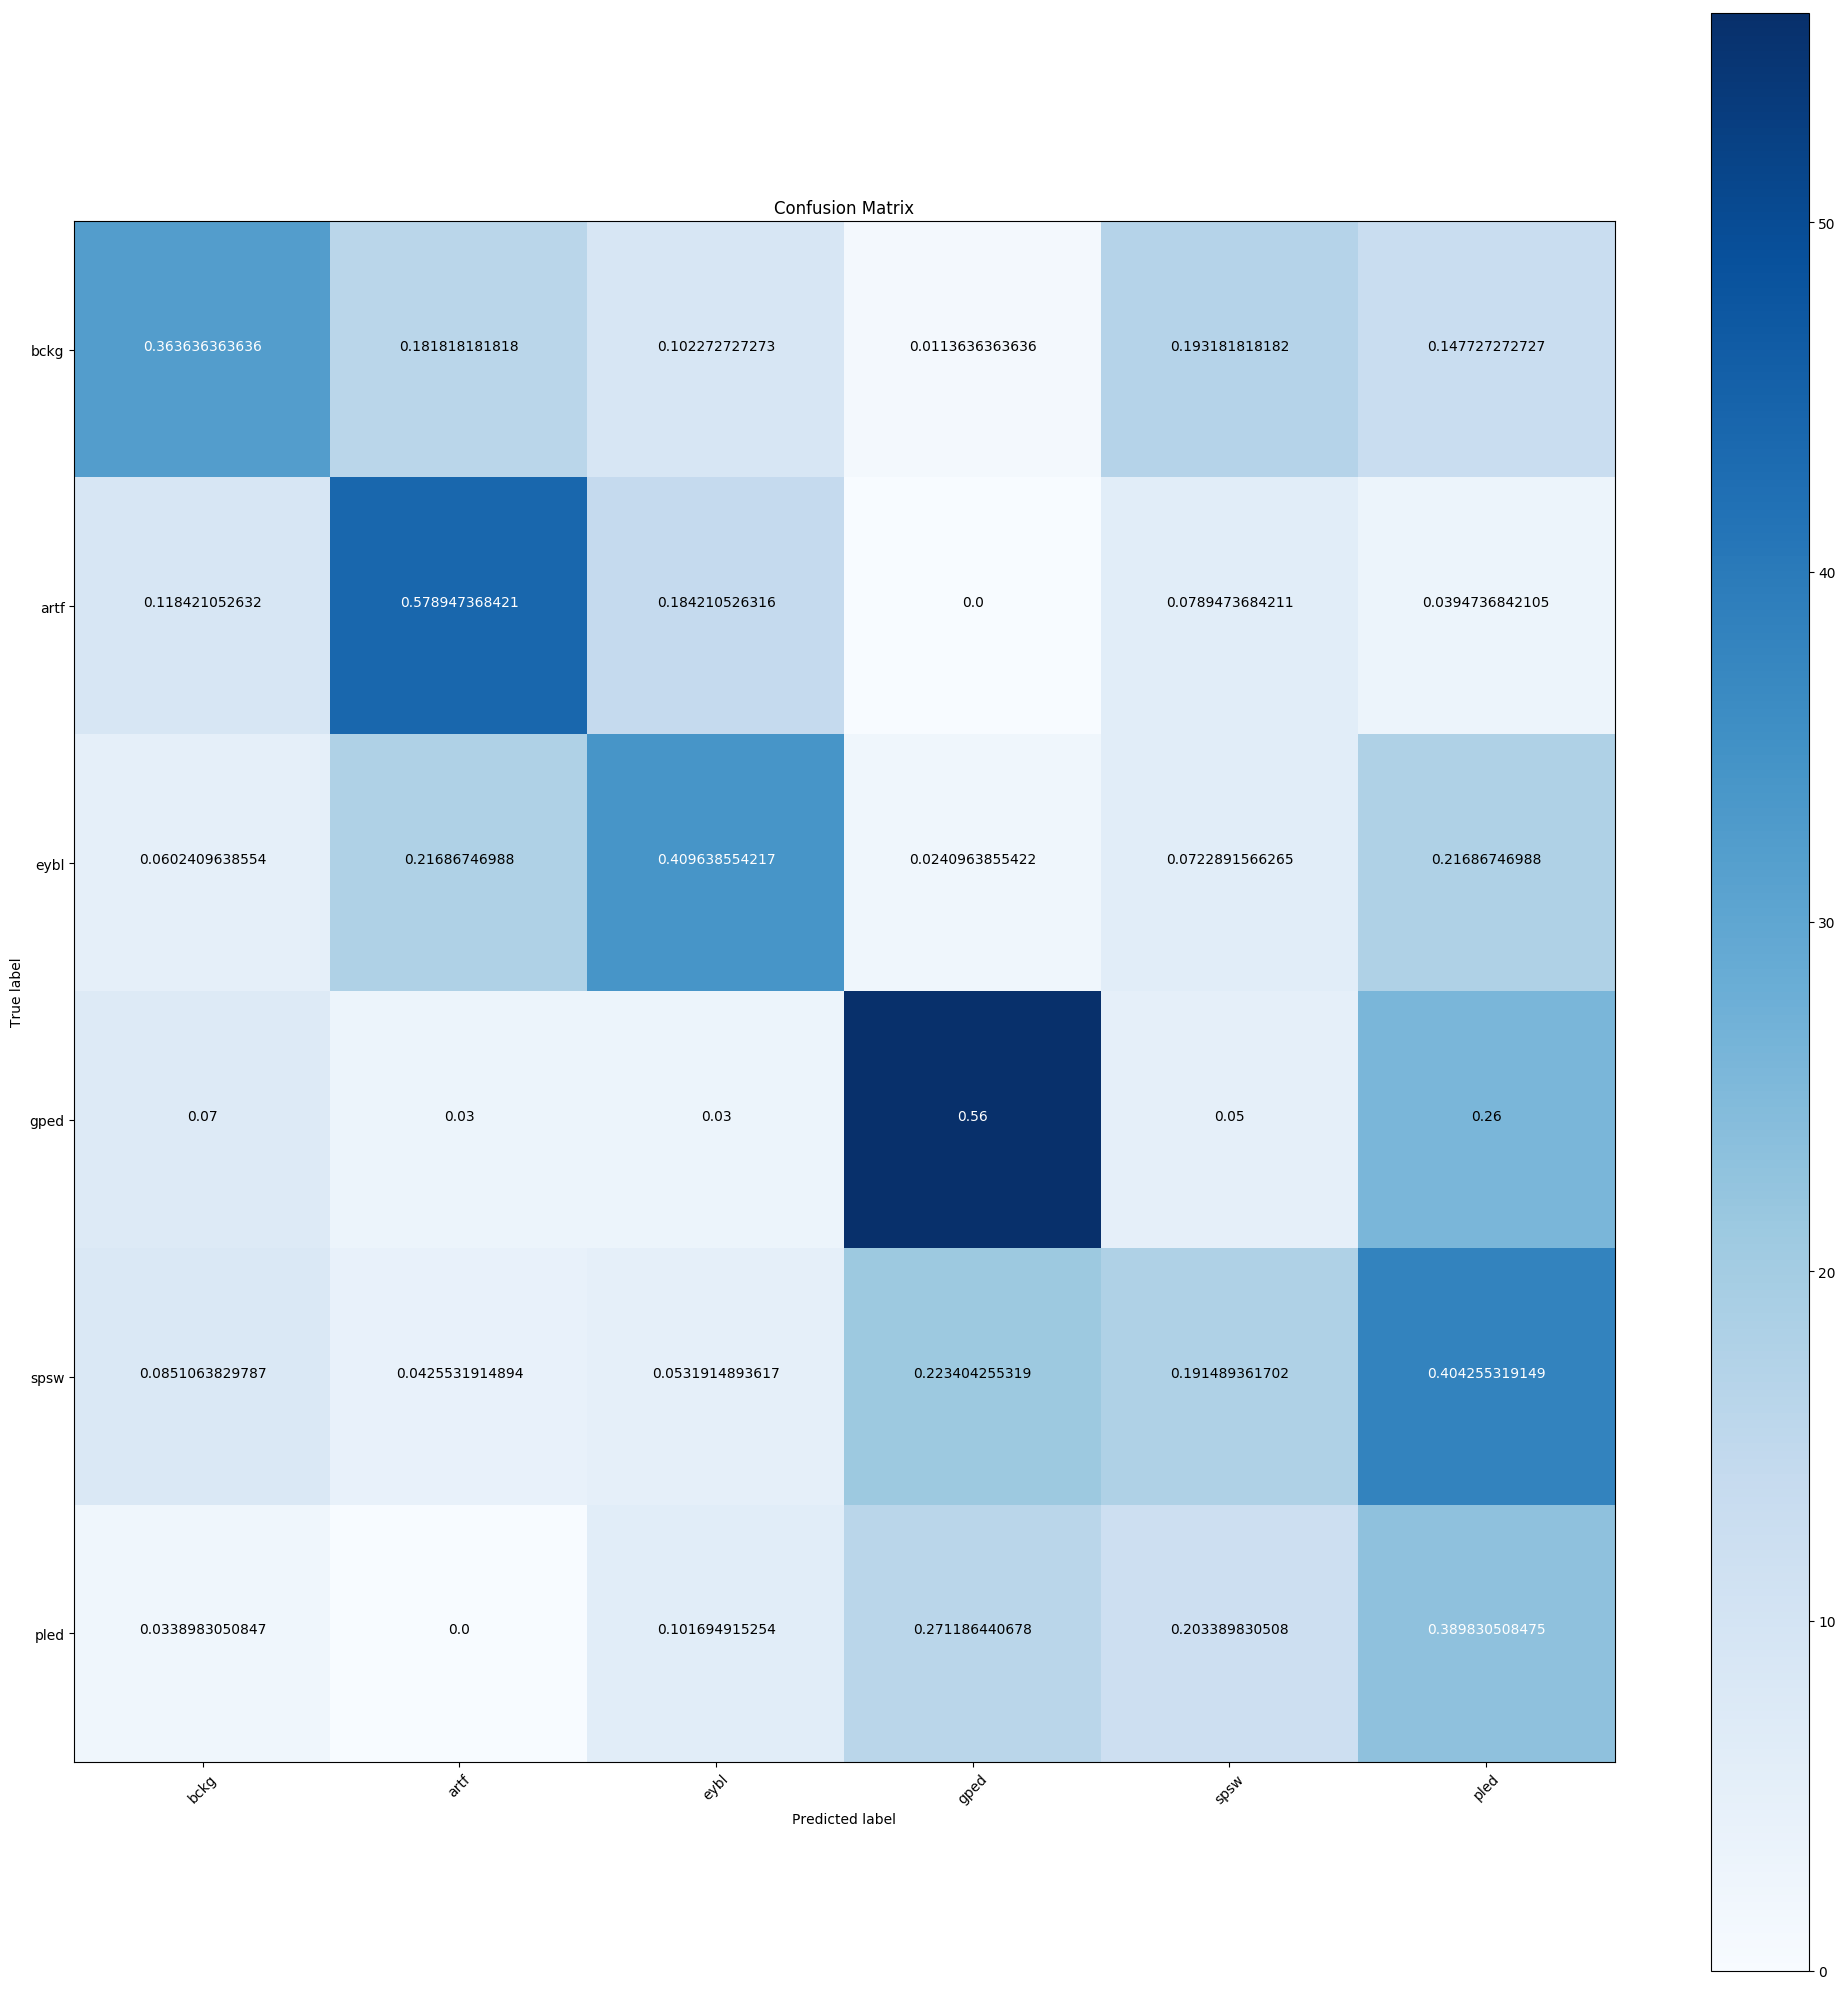 Confusion Matrix
bckg 0.363636363636 0.181818181818 0.102272727273 0.0113636363636 0.193181818182 0.147727272727
artf 0.118421052632 0.578947368421 0.184210526316 0.0 0.0789473684211 0.0394736842105
eybl 0.0602409638554 0.21686746988 0.409638554217 0.0240963855422 0.0722891566265 0.21686746988
gped 0.07 0.03 0.03 0.56 0.05 0.26
spsw 0.0851063829787 0.0425531914894 0.0531914893617 0.223404255319 0.191489361702 0.404255319149
pled 0.0338983050847 0.0 0.101694915254 0.271186440678 0.203389830508 0.389830508475
bckg artf eybl gped spsw pled
Predicted label
True label
50
40
30
20
10
0